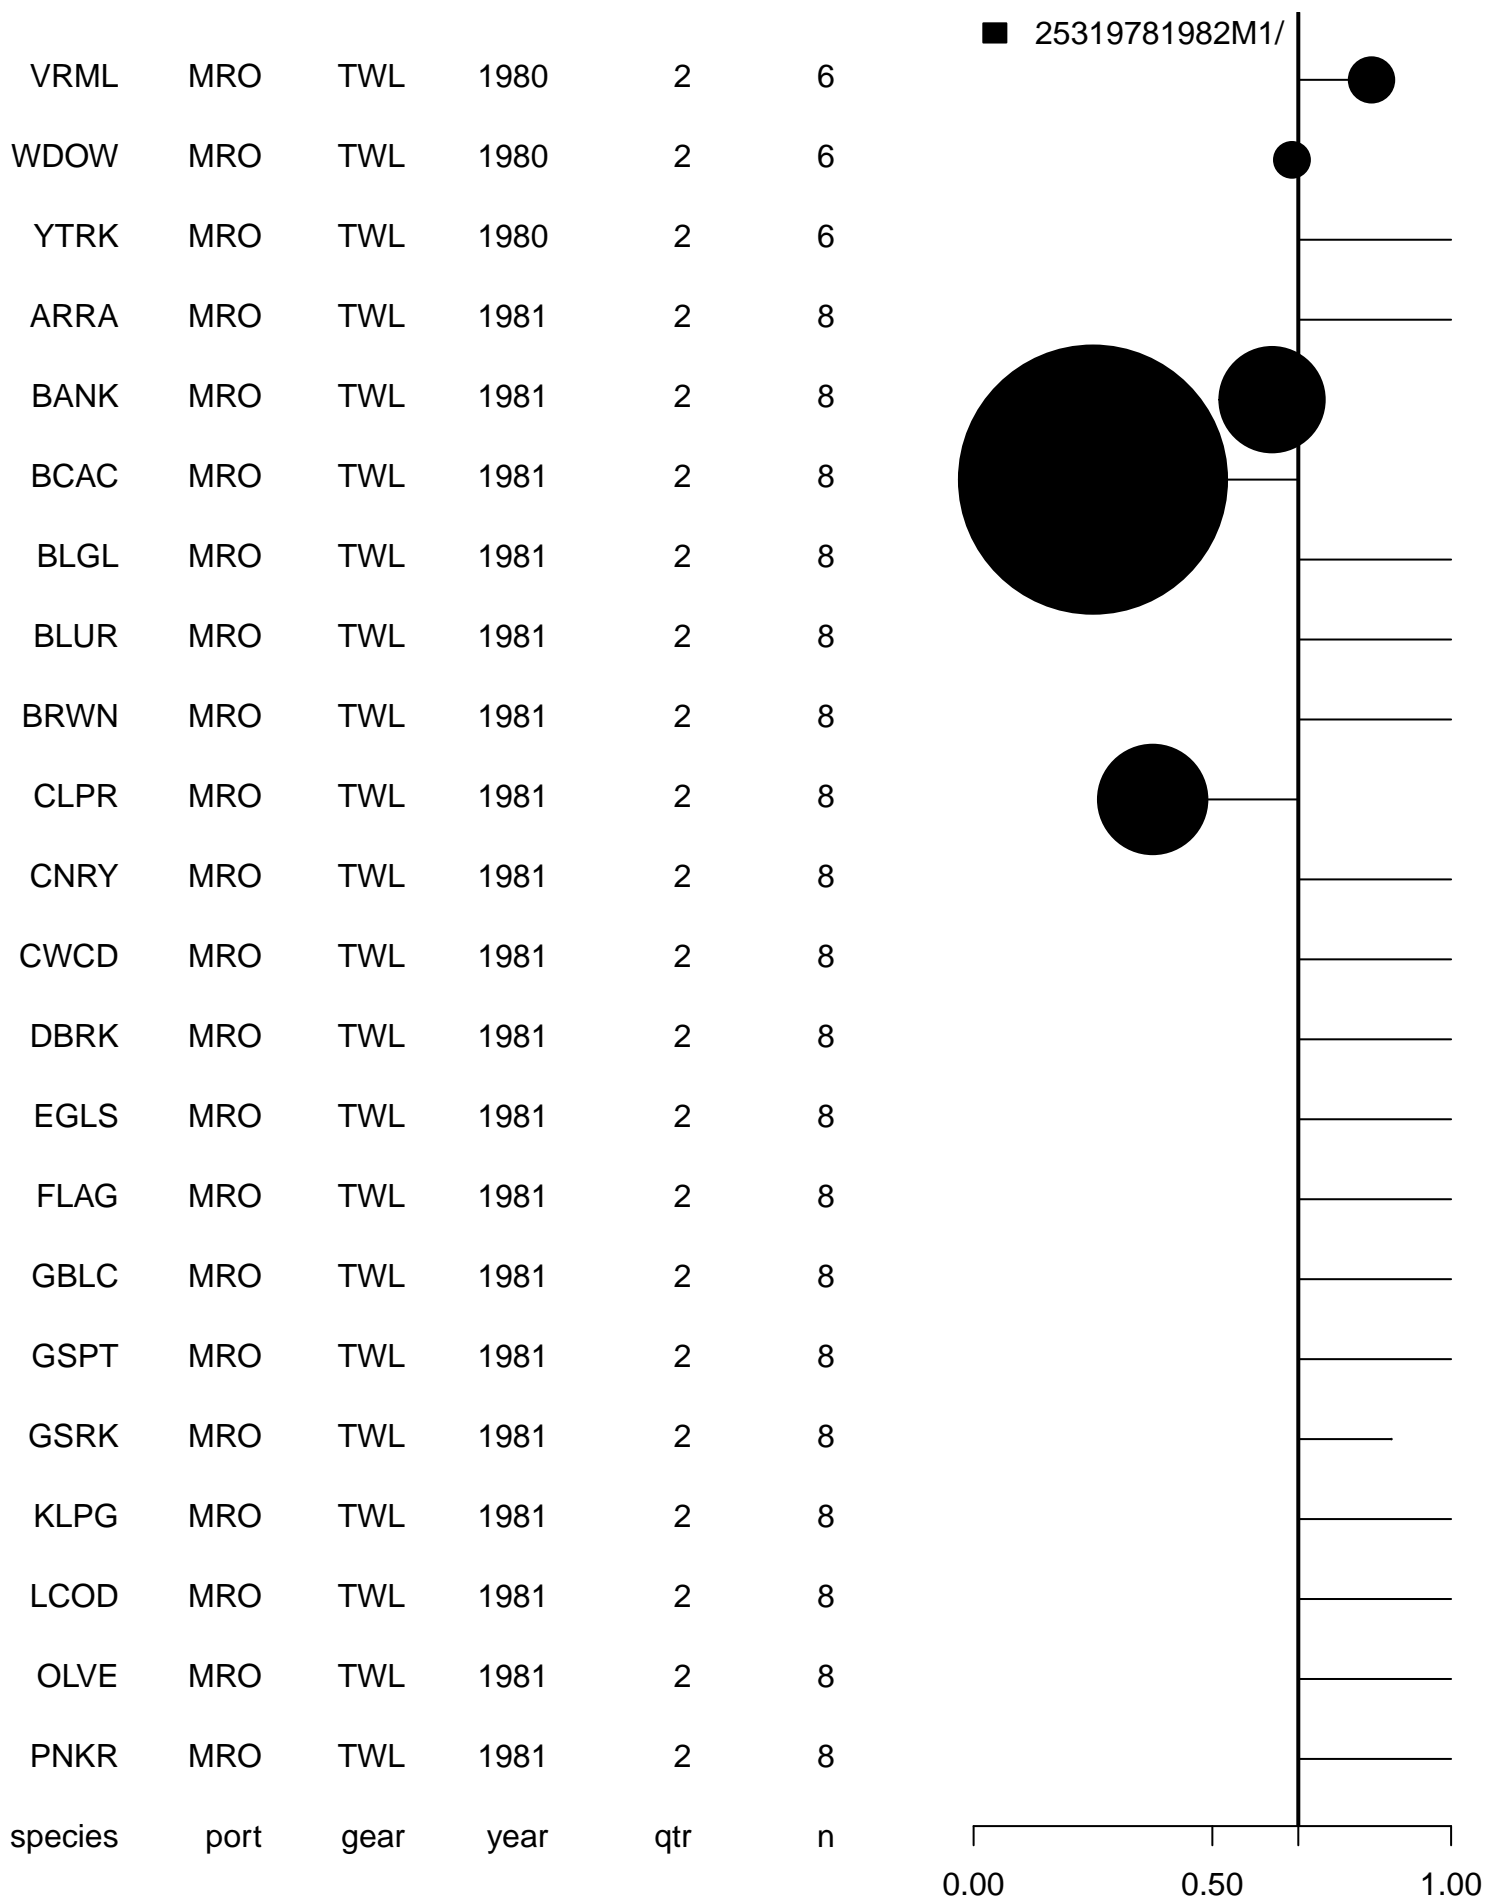 25319781982M1/
VRML MRO TWL 1980 2 6
WDOW MRO TWL 1980 2 6
YTRK MRO TWL 1980 2 6
ARRA MRO TWL 1981 2 8
BANK MRO TWL 1981 2 8
BCAC MRO TWL 1981 2 8
BLGL MRO TWL 1981 2 8
BLUR MRO TWL 1981 2 8
BRWN MRO TWL 1981 2 8
CLPR MRO TWL 1981 2 8
CNRY MRO TWL 1981 2 8
CWCD MRO TWL 1981 2 8
DBRK MRO TWL 1981 2 8
EGLS MRO TWL 1981 2 8
FLAG MRO TWL 1981 2 8
GBLC MRO TWL 1981 2 8
GSPT MRO TWL 1981 2 8
GSRK MRO TWL 1981 2 8
KLPG MRO TWL 1981 2 8
LCOD MRO TWL 1981 2 8
OLVE MRO TWL 1981 2 8
PNKR MRO TWL 1981 2 8
species port gear year qtr n
0.00 0.50 1.00